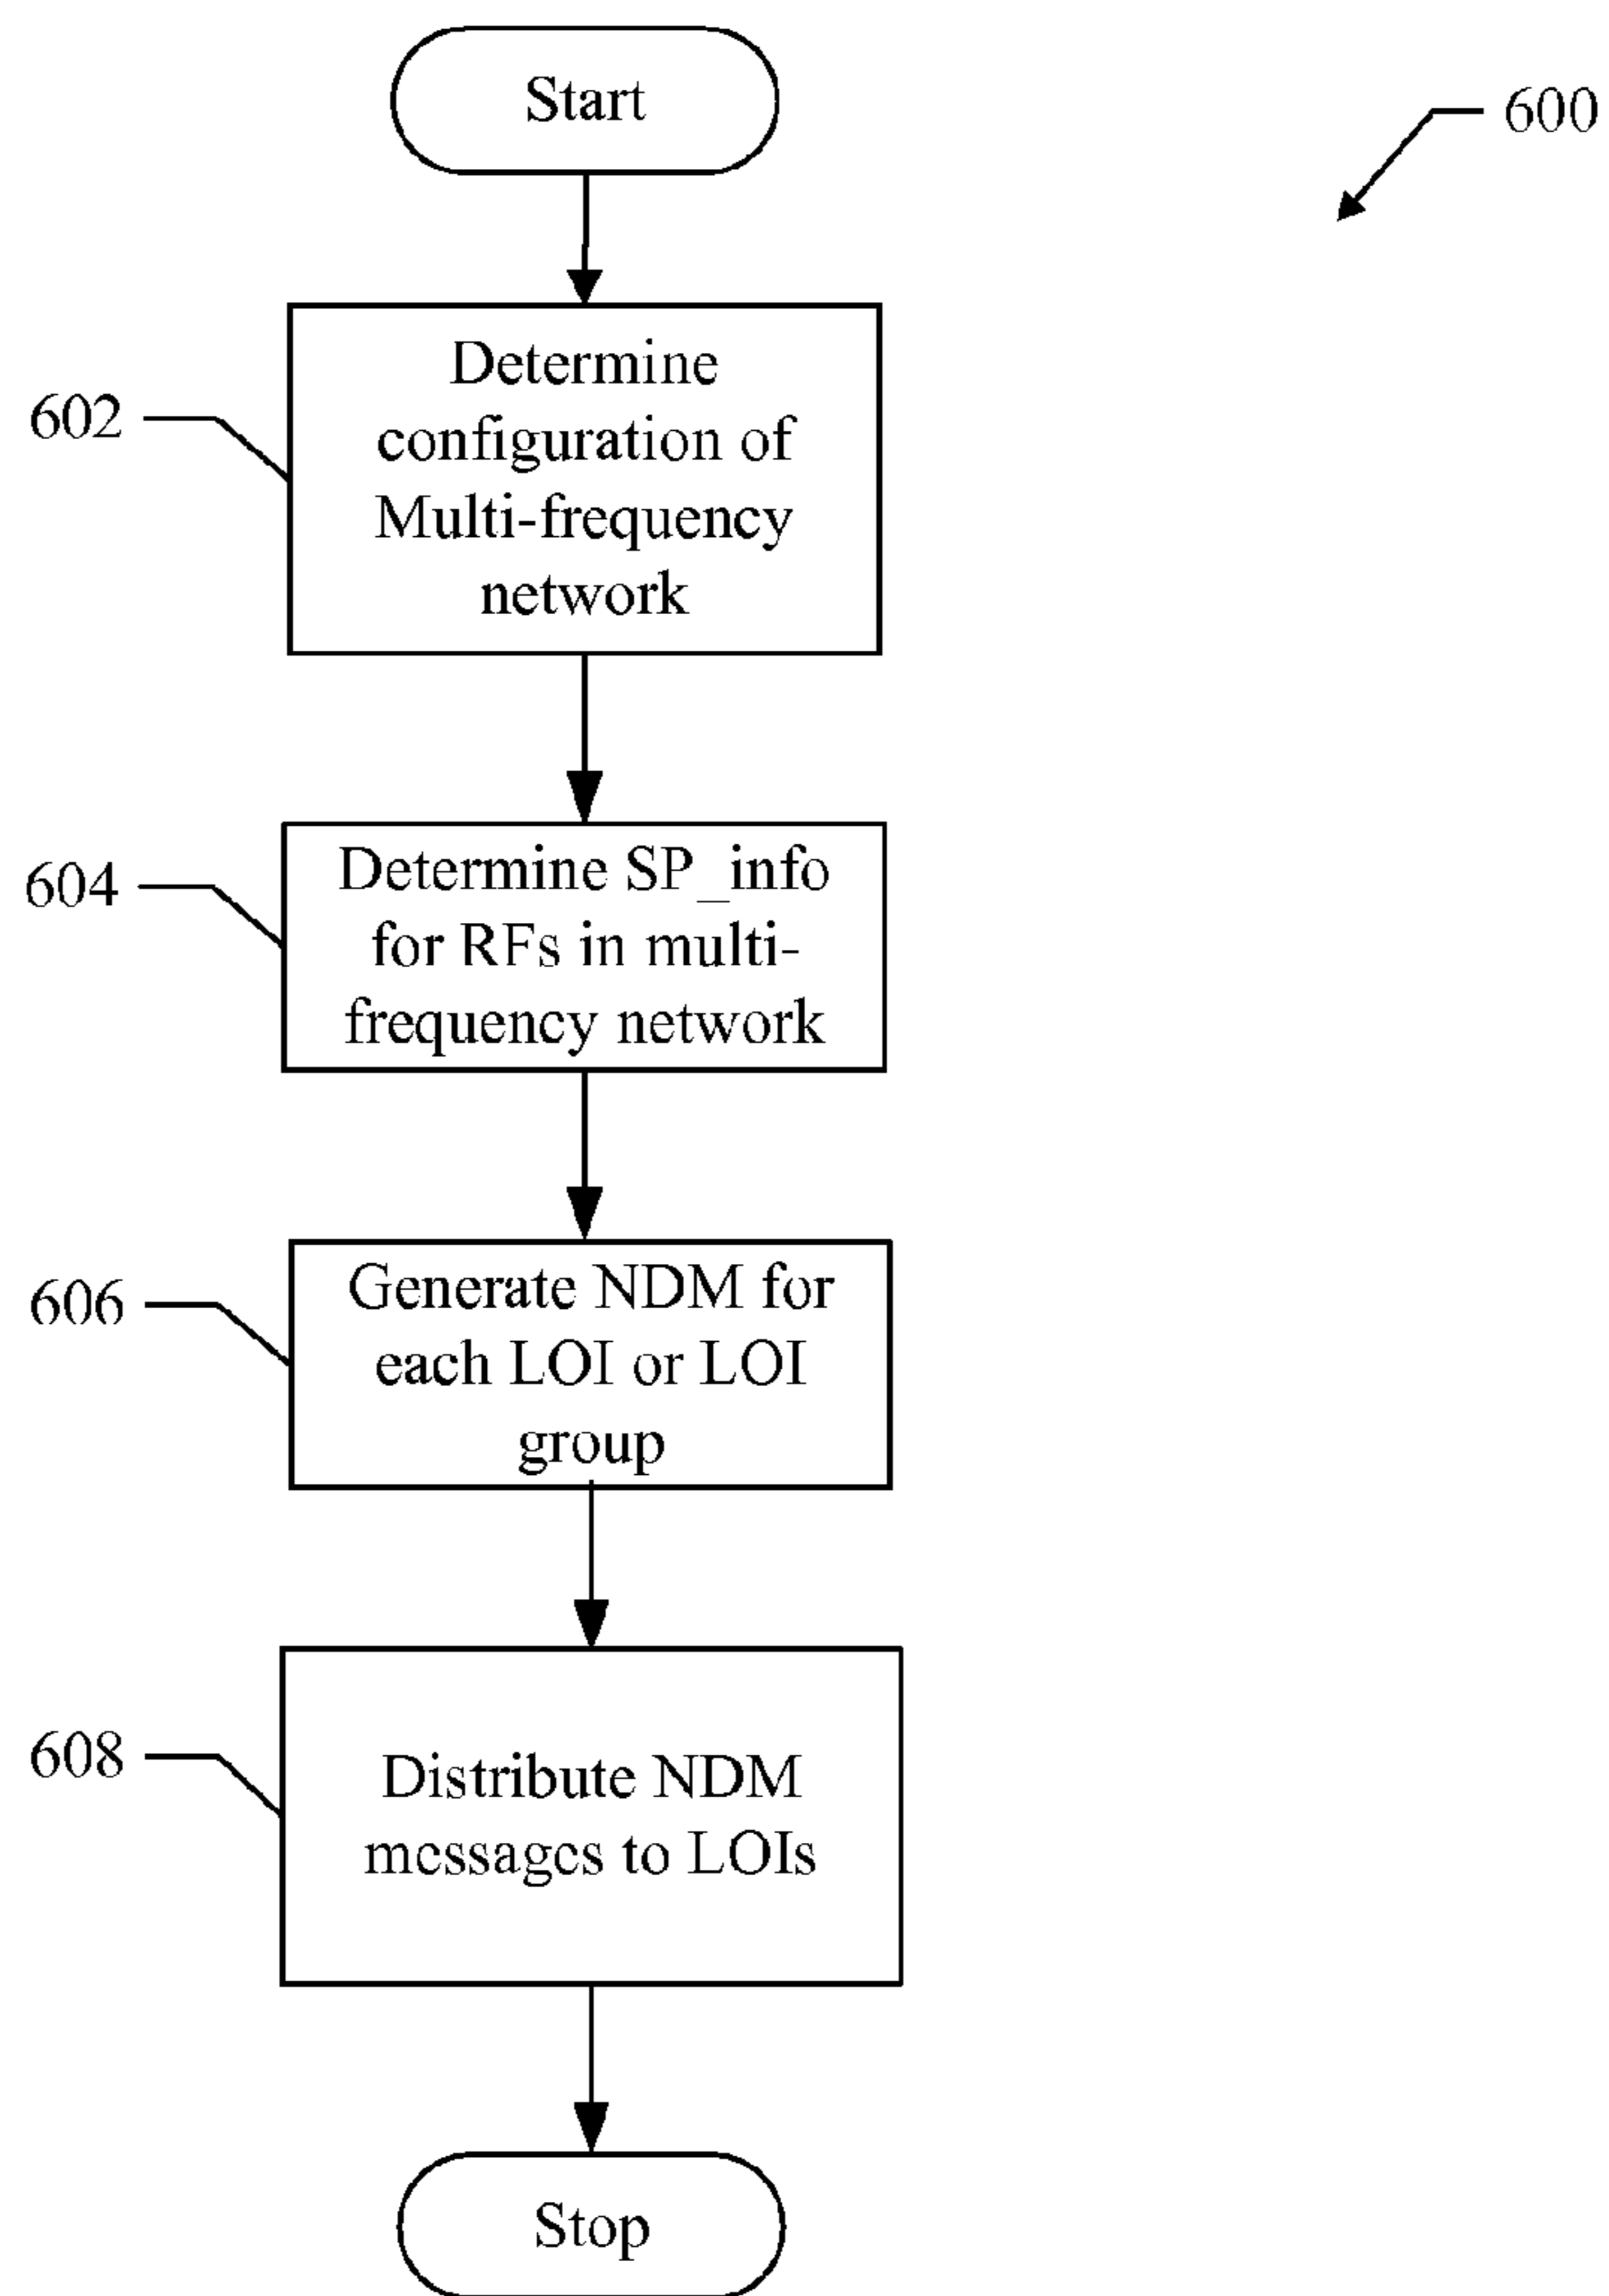 Start
600
Determine
configuration of
Multi-frequency
network
602
Determine SP_info
for RFs in multi-
frequency network
604
Generate NDM for
each LOI or LOI
group
606
Distribute NDM
messages to LOIs
608
Stop